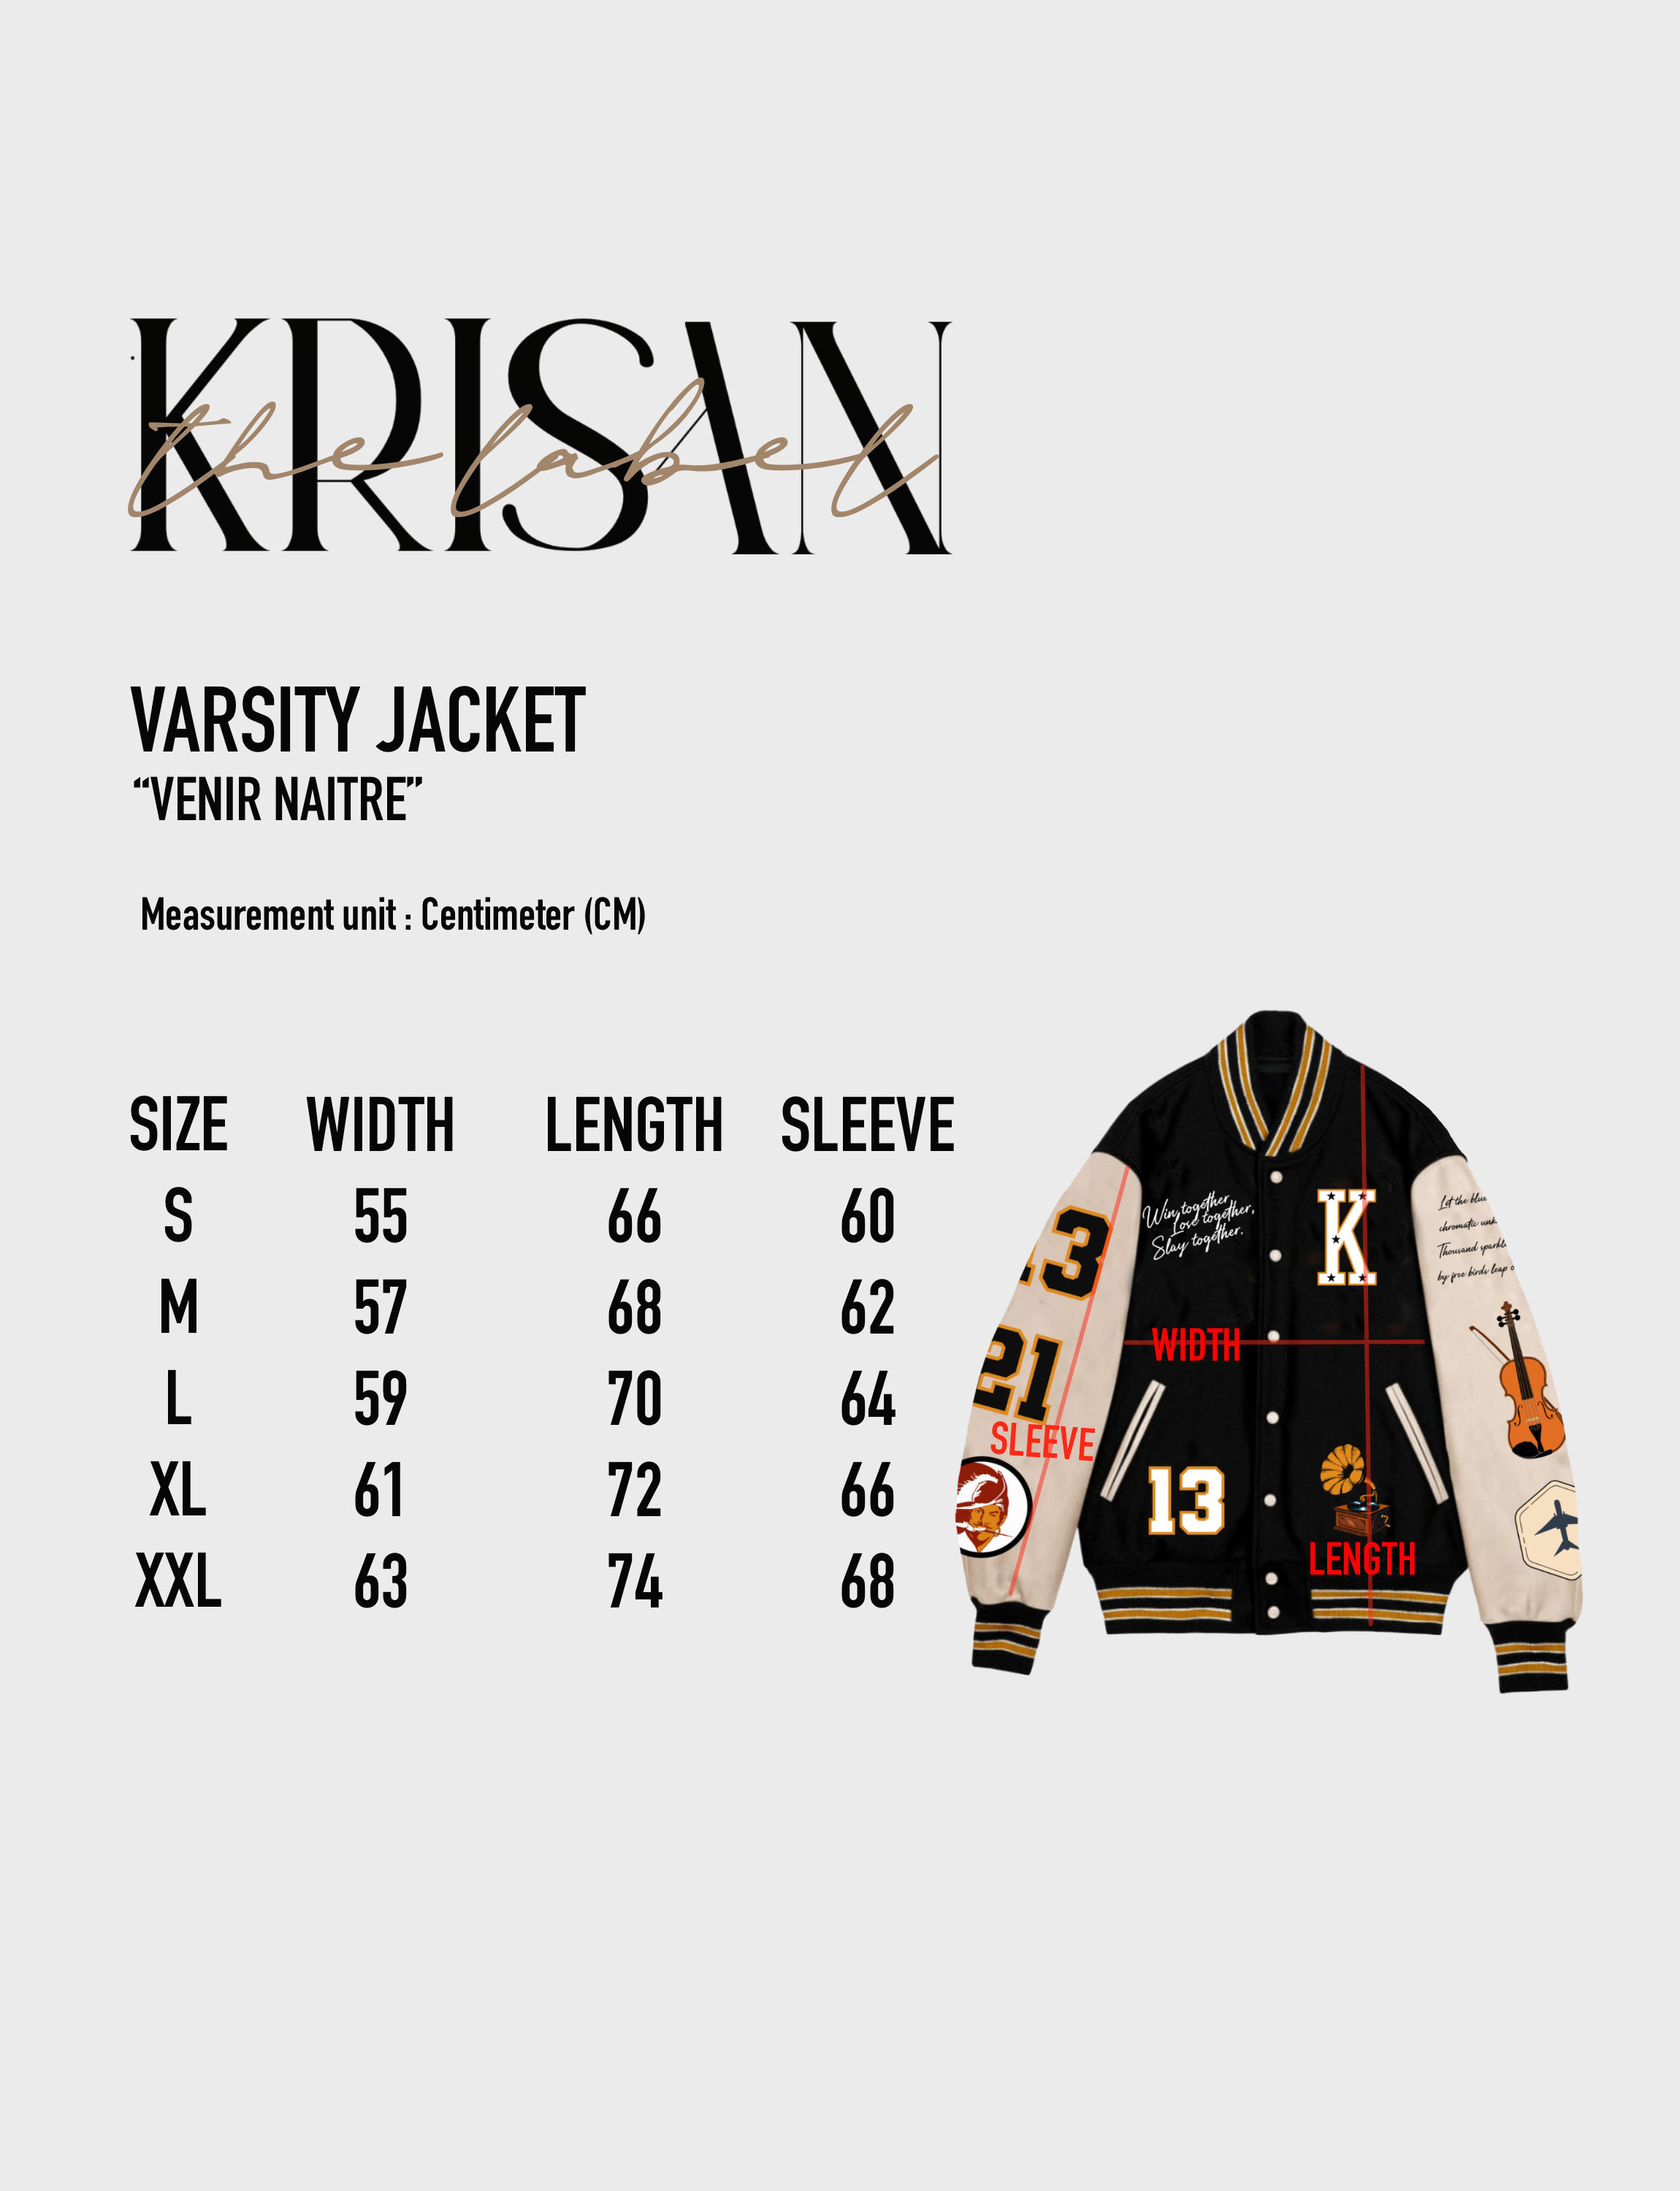 KRISAN
the label
VARSITY JACKET
“VENIR NAITRE”
Measurement unit : Centimeter (CM)
SIZE WIDTH LENGTH SLEEVE
S 55 66 60
M 57 68 62
L 59 70 64
XL 61 72 66
XXL 63 74 68
Win together
Lose together,
Slay together.
K
13
21
SLEEVE
WIDTH
13
LENGTH
Let the blue
chromatic
Thousand
by free birds leap